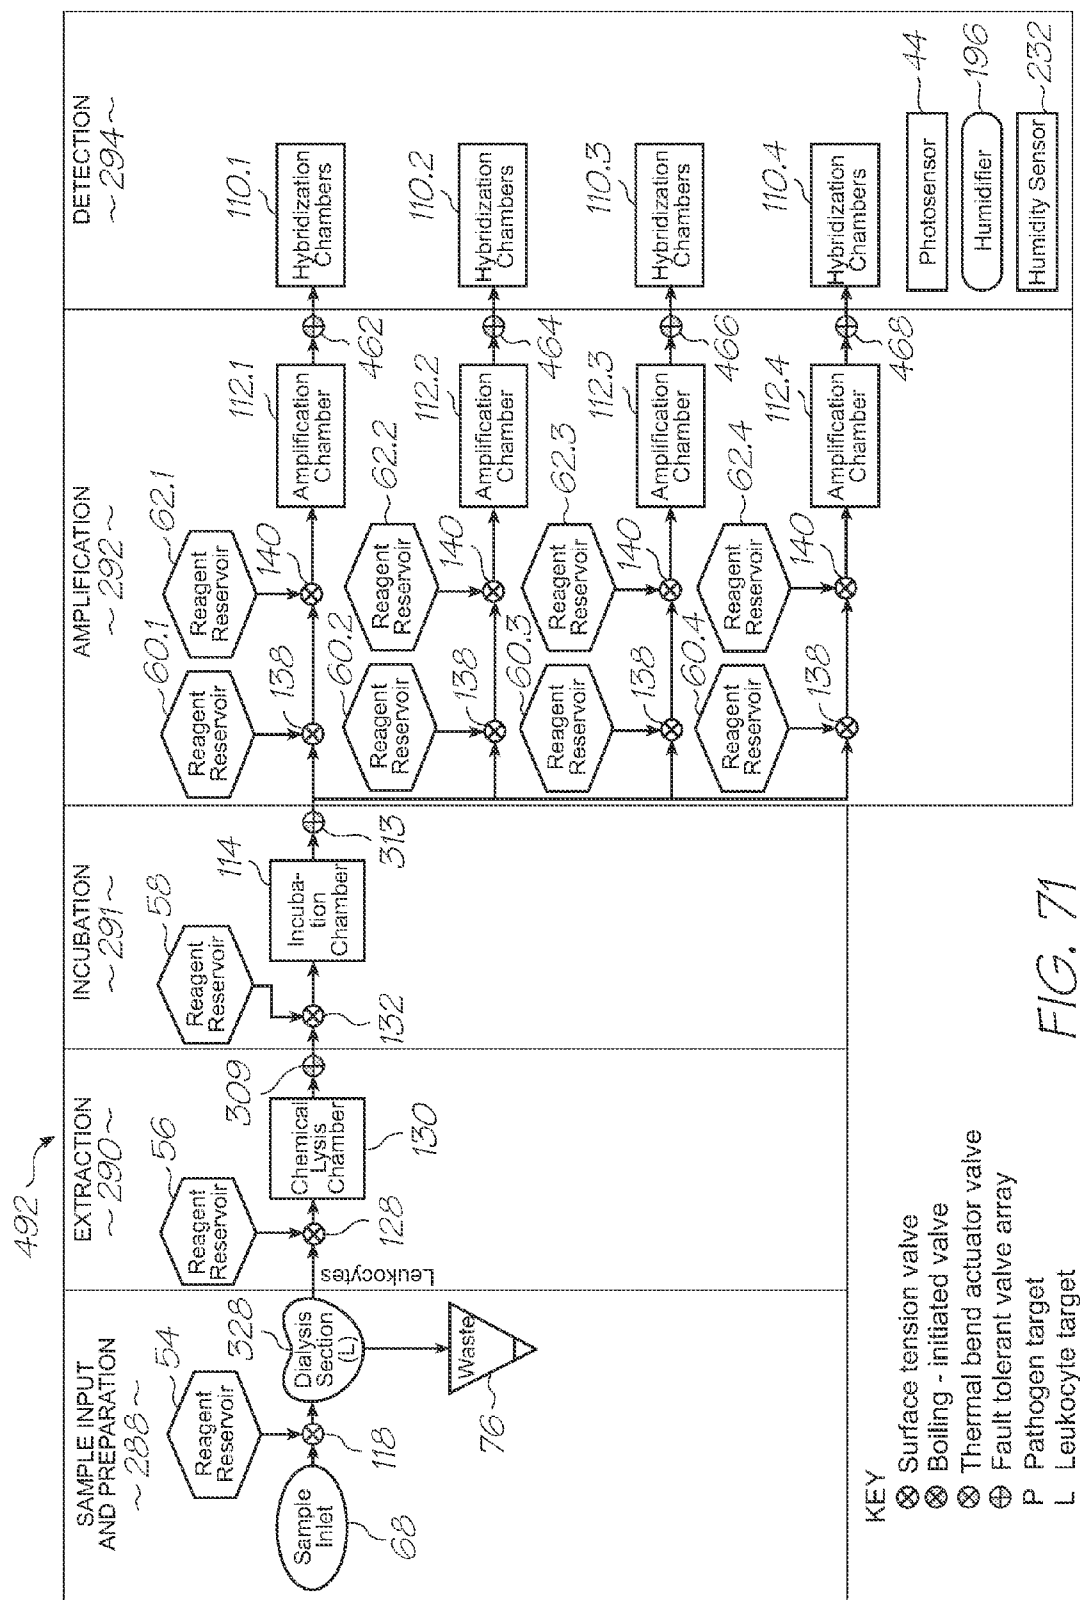 492
SAMPLE INPUT
AND PREPARATION
~288~
EXTRACTION
~290~
INCUBATION
~291~
AMPLIFICATION
~292~
DETECTION
~294~
54
Reagent
Reservoir
Sample
Inlet
68
118
328
Dialysis
Section
(L)
Waste
76
Leukocytes
56
Reagent
Reservoir
128
Chemical
Lysis
Chamber
130
309
58
Reagent
Reservoir
132
114
Incuba-
tion
Chamber
313
60.1
Reagent
Reservoir
138
62.1
Reagent
Reservoir
140
112.1
Amplification
Chamber
462
110.1
Hybridization
Chambers
60.2
Reagent
Reservoir
138
62.2
Reagent
Reservoir
140
112.2
Amplification
Chamber
464
110.2
Hybridization
Chambers
60.3
Reagent
Reservoir
138
62.3
Reagent
Reservoir
140
112.3
Amplification
Chamber
466
110.3
Hybridization
Chambers
60.4
Reagent
Reservoir
138
62.4
Reagent
Reservoir
140
112.4
Amplification
Chamber
468
110.4
Hybridization
Chambers
Photosensor
44
Humidifier
196
Humidity Sensor
232
KEY
Surface tension valve
Boiling - initiated valve
Thermal bend actuator valve
Fault tolerant valve array
P Pathogen target
L Leukocyte target
FIG. 71